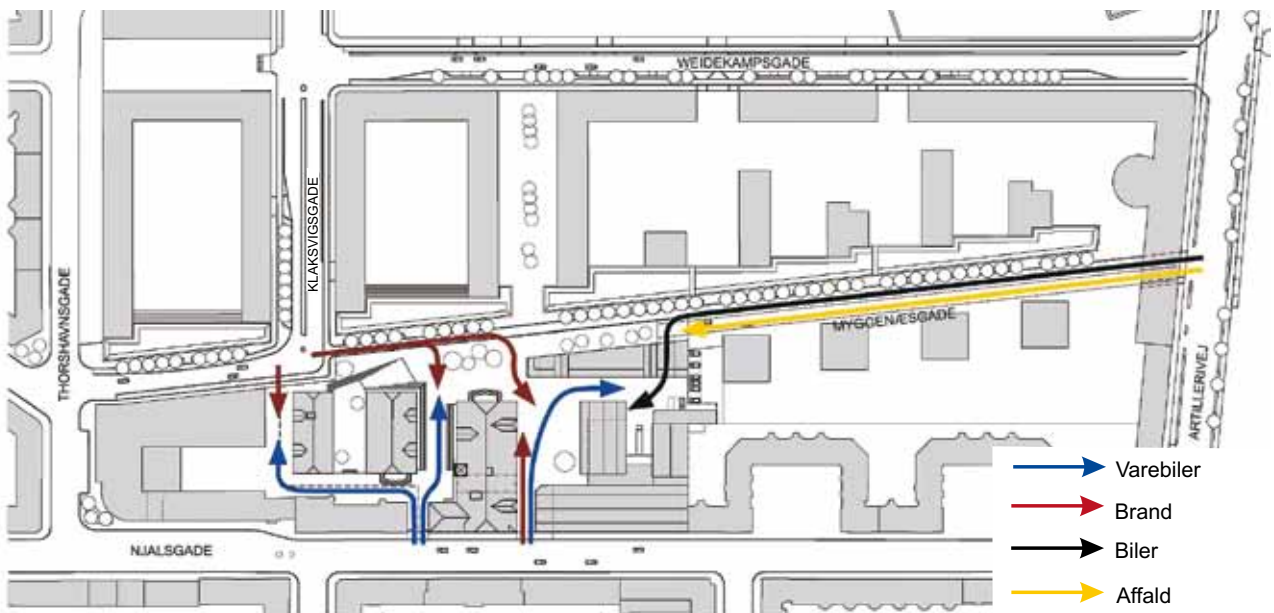 WEIDEKAMPSGADE
KLAKSVIGSGADE
THORSHAVNSGADE
MYGGENÆSGADE
ARTILLERIVEJ
NJALSGADE
Varebiler
Brand
Biler
Affald